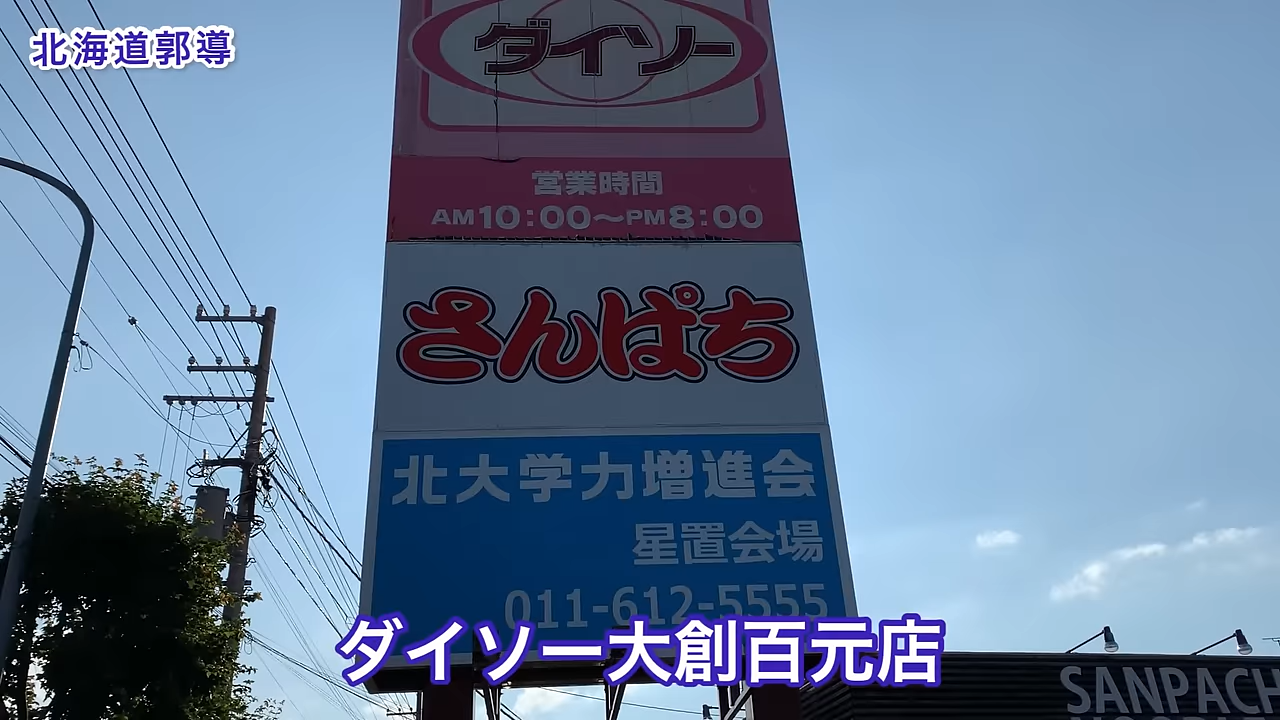 北海道郭導
ダイソー
営業時間
AM10:00～PM8:00
さんぱち
北大学力増進会
星置会場
011-612-5555
ダイソー大創百元店
SANPACH